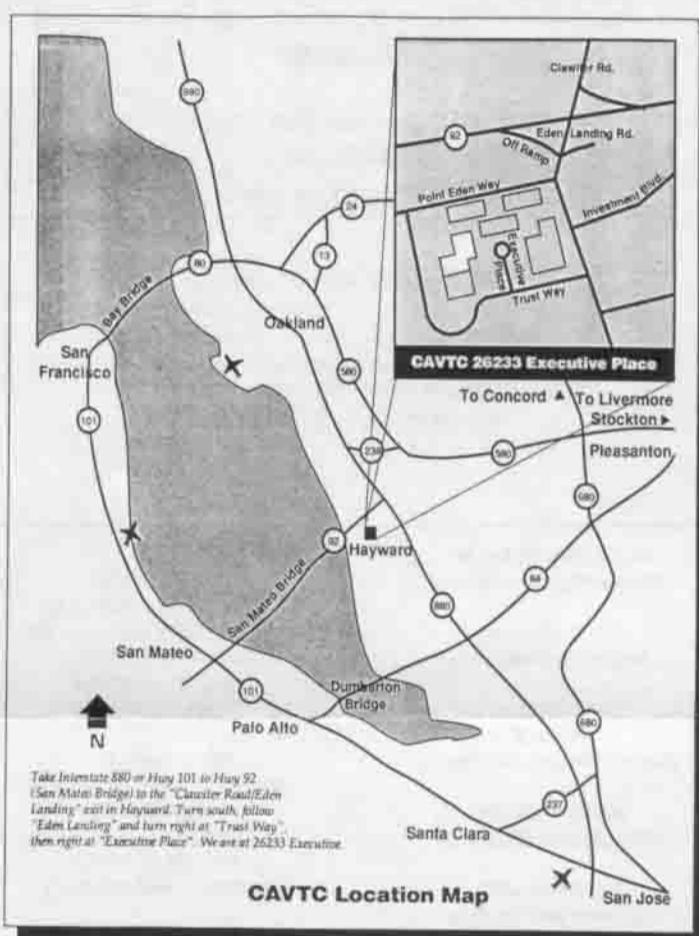 Clawiter Rd.
92
Eden Landing Rd.
Off Ramp
Point Eden Way
Investment Blvd.
Executive
Place
Trust Way
CAVTC 26233 Executive Place
24
13
80
Bay Bridge
Oakland
San
Francisco
580
To Concord ▲ To Livermore
Stockton ▶
101
238
580
Pleasanton
680
92
Hayward
San Mateo Bridge
84
880
San Mateo
101
Dumbarton
Bridge
Palo Alto
N
680
237
Santa Clara
San José
Take Interstate 880 or Hwy 101 to Hwy 92
(San Mateo Bridge) to the "Clawiter Road/Eden
Landing" exit in Hayward. Turn south, follow
"Eden Landing" and turn right at "Trust Way",
then right at "Executive Place". We are at 26233 Executive.
CAVTC Location Map